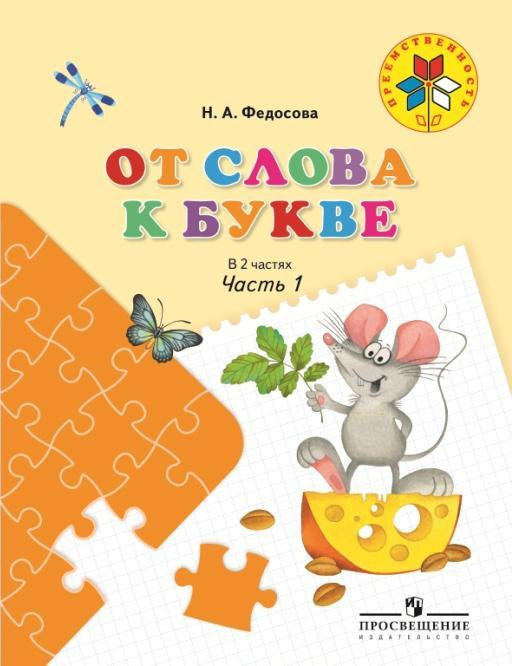 ПРЕЕМСТВЕННОСТЬ
Н. А. Федосова
ОТ СЛОВА
К БУКВЕ
В 2 частях
Часть 1
ПРОСВЕЩЕНИЕ
ИЗДАТЕЛЬСТВО